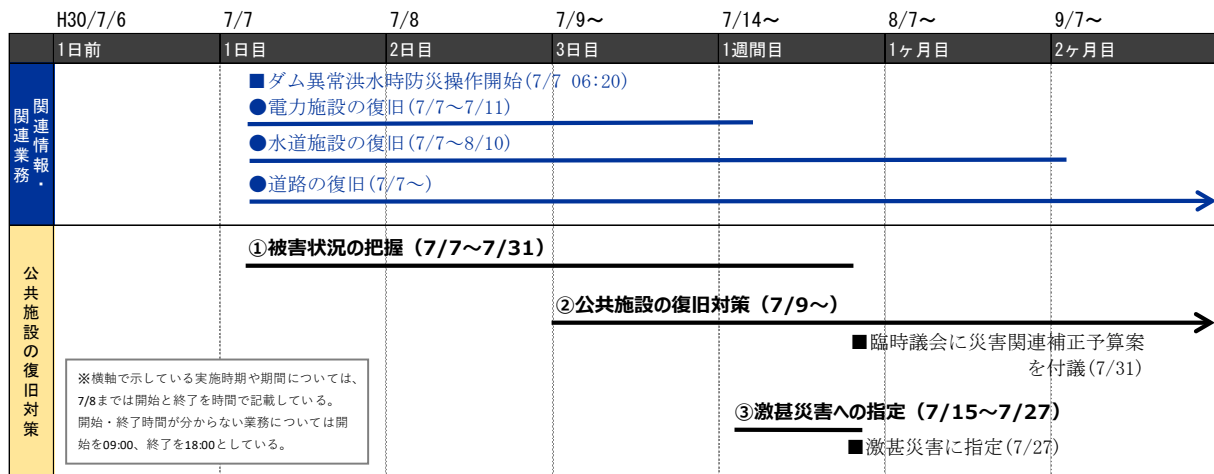 H30/7/6 7/7 7/8 7/9～ 7/14～ 8/7～ 9/7～
1日前 1日目 2日目 3日目 1週間目 1ヶ月目 2ヶ月目
関連情報・
関連業務
■ダム異常洪水時防災操作開始(7/7 06:20)
●電力施設の復旧(7/7～7/11)
●水道施設の復旧(7/7～8/10)
●道路の復旧(7/7～)
公共施設の復旧対策
①被害状況の把握（7/7～7/31）
②公共施設の復旧対策（7/9～）
■臨時議会に災害関連補正予算案
を付議(7/31)
③激甚災害への指定（7/15～7/27）
■激甚災害に指定(7/27)
※横軸で示している実施時期や期間については、
7/8までは開始と終了を時間で記載している。
開始・終了時間が分からない業務については開
始を09:00、終了を18:00としている。